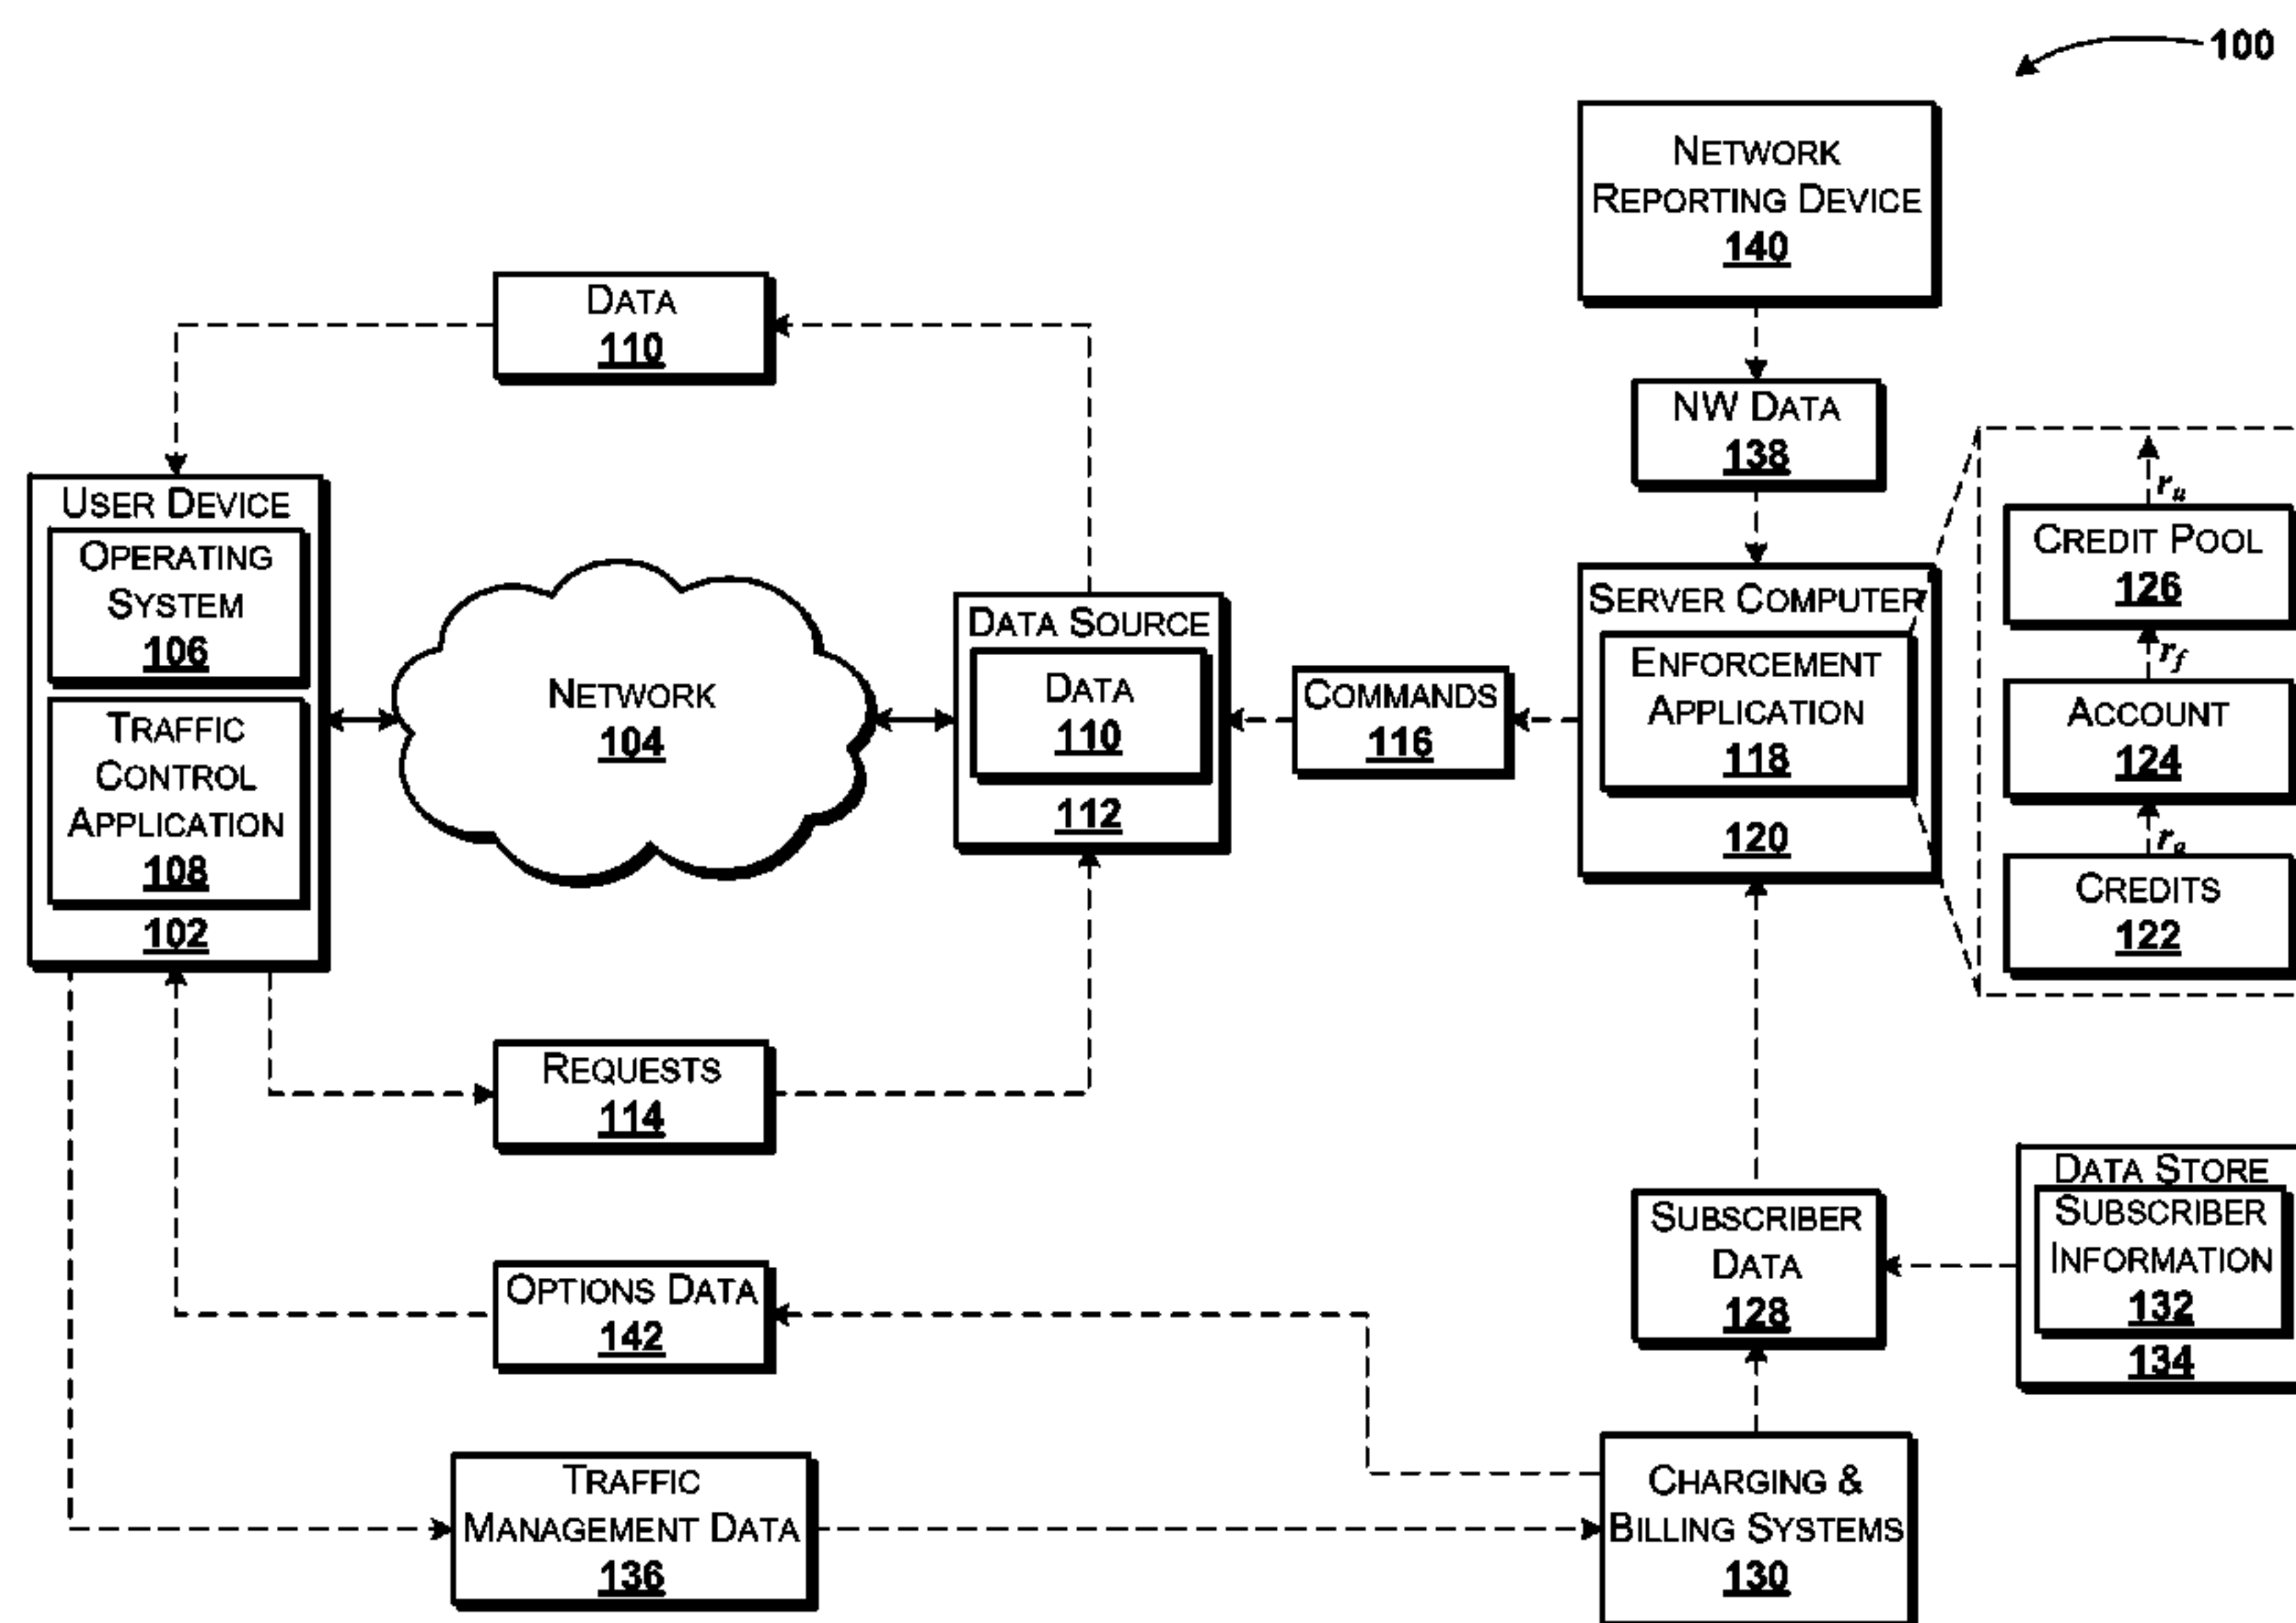 100
NETWORK
REPORTING DEVICE
140
DATA
110
NW DATA
138
USER DEVICE
OPERATING
SYSTEM
106
TRAFFIC
CONTROL
APPLICATION
108
102
NETWORK
104
DATA SOURCE
DATA
110
112
COMMANDS
116
SERVER COMPUTER
ENFORCEMENT
APPLICATION
118
120
r_u
CREDIT POOL
126
r_f
ACCOUNT
124
r_a
CREDITS
122
REQUESTS
114
OPTIONS DATA
142
TRAFFIC
MANAGEMENT DATA
136
SUBSCRIBER
DATA
128
DATA STORE
SUBSCRIBER
INFORMATION
132
134
CHARGING &
BILLING SYSTEMS
130